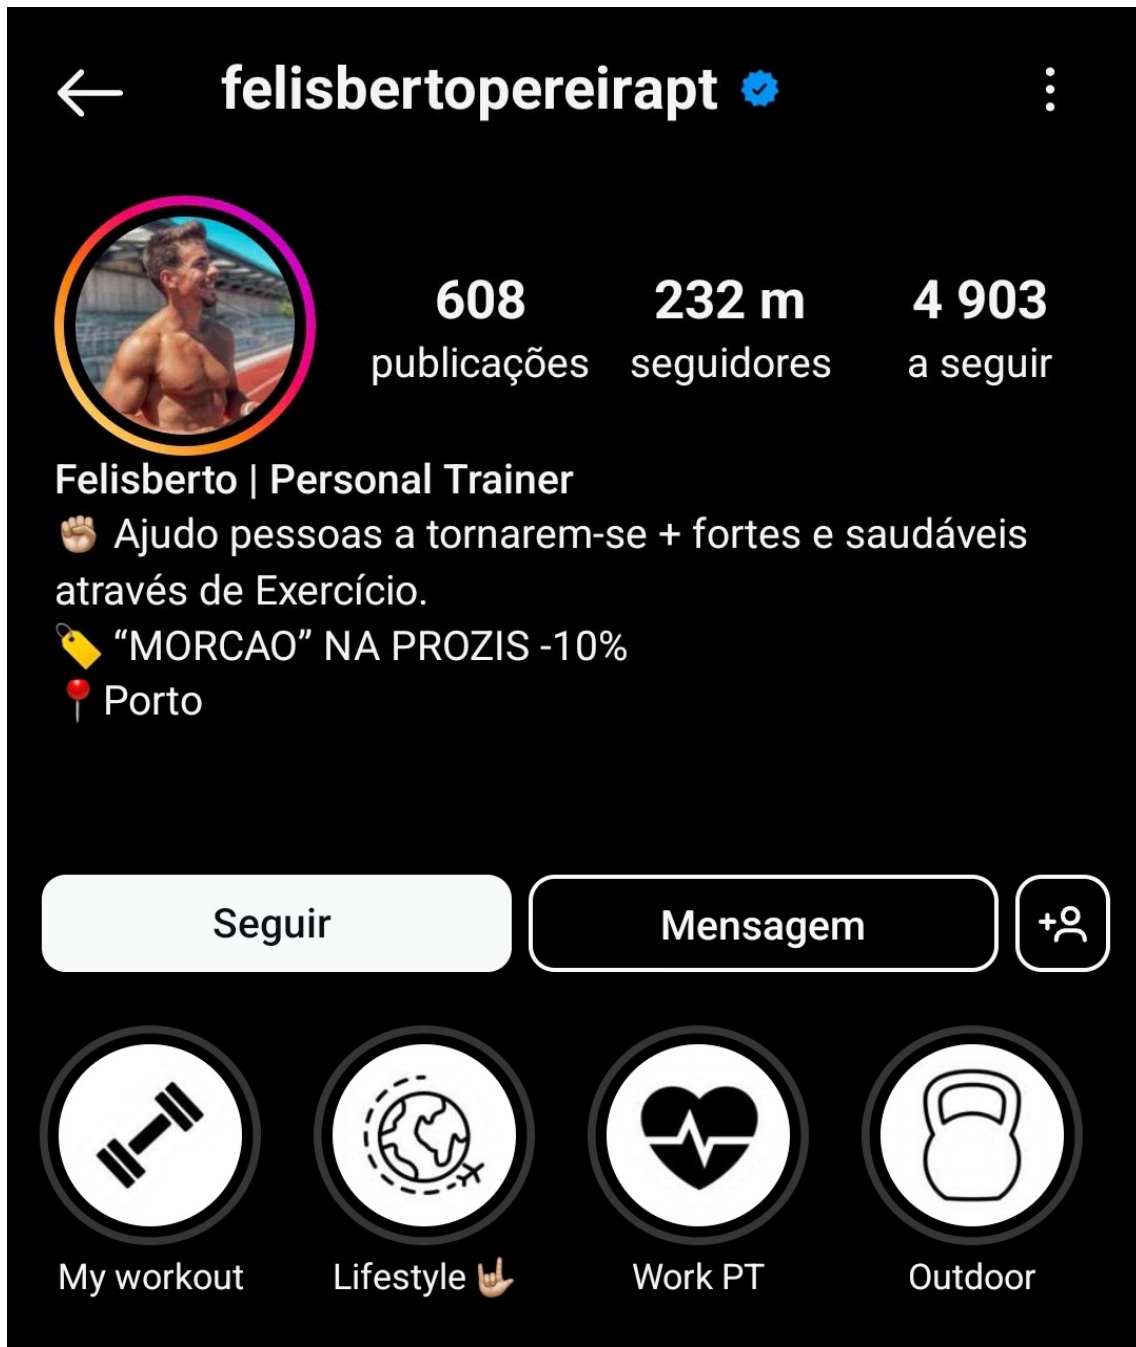 felisbertopereirapt
608
publicações
232 m
seguidores
4 903
a seguir
Felisberto | Personal Trainer
✊🏼 Ajudo pessoas a tornarem-se + fortes e saudáveis
através de Exercício.
🏷️ “MORCAO” NA PROZIS -10%
📍Porto
Seguir
Mensagem
My workout
Lifestyle 🤟🏼
Work PT
Outdoor